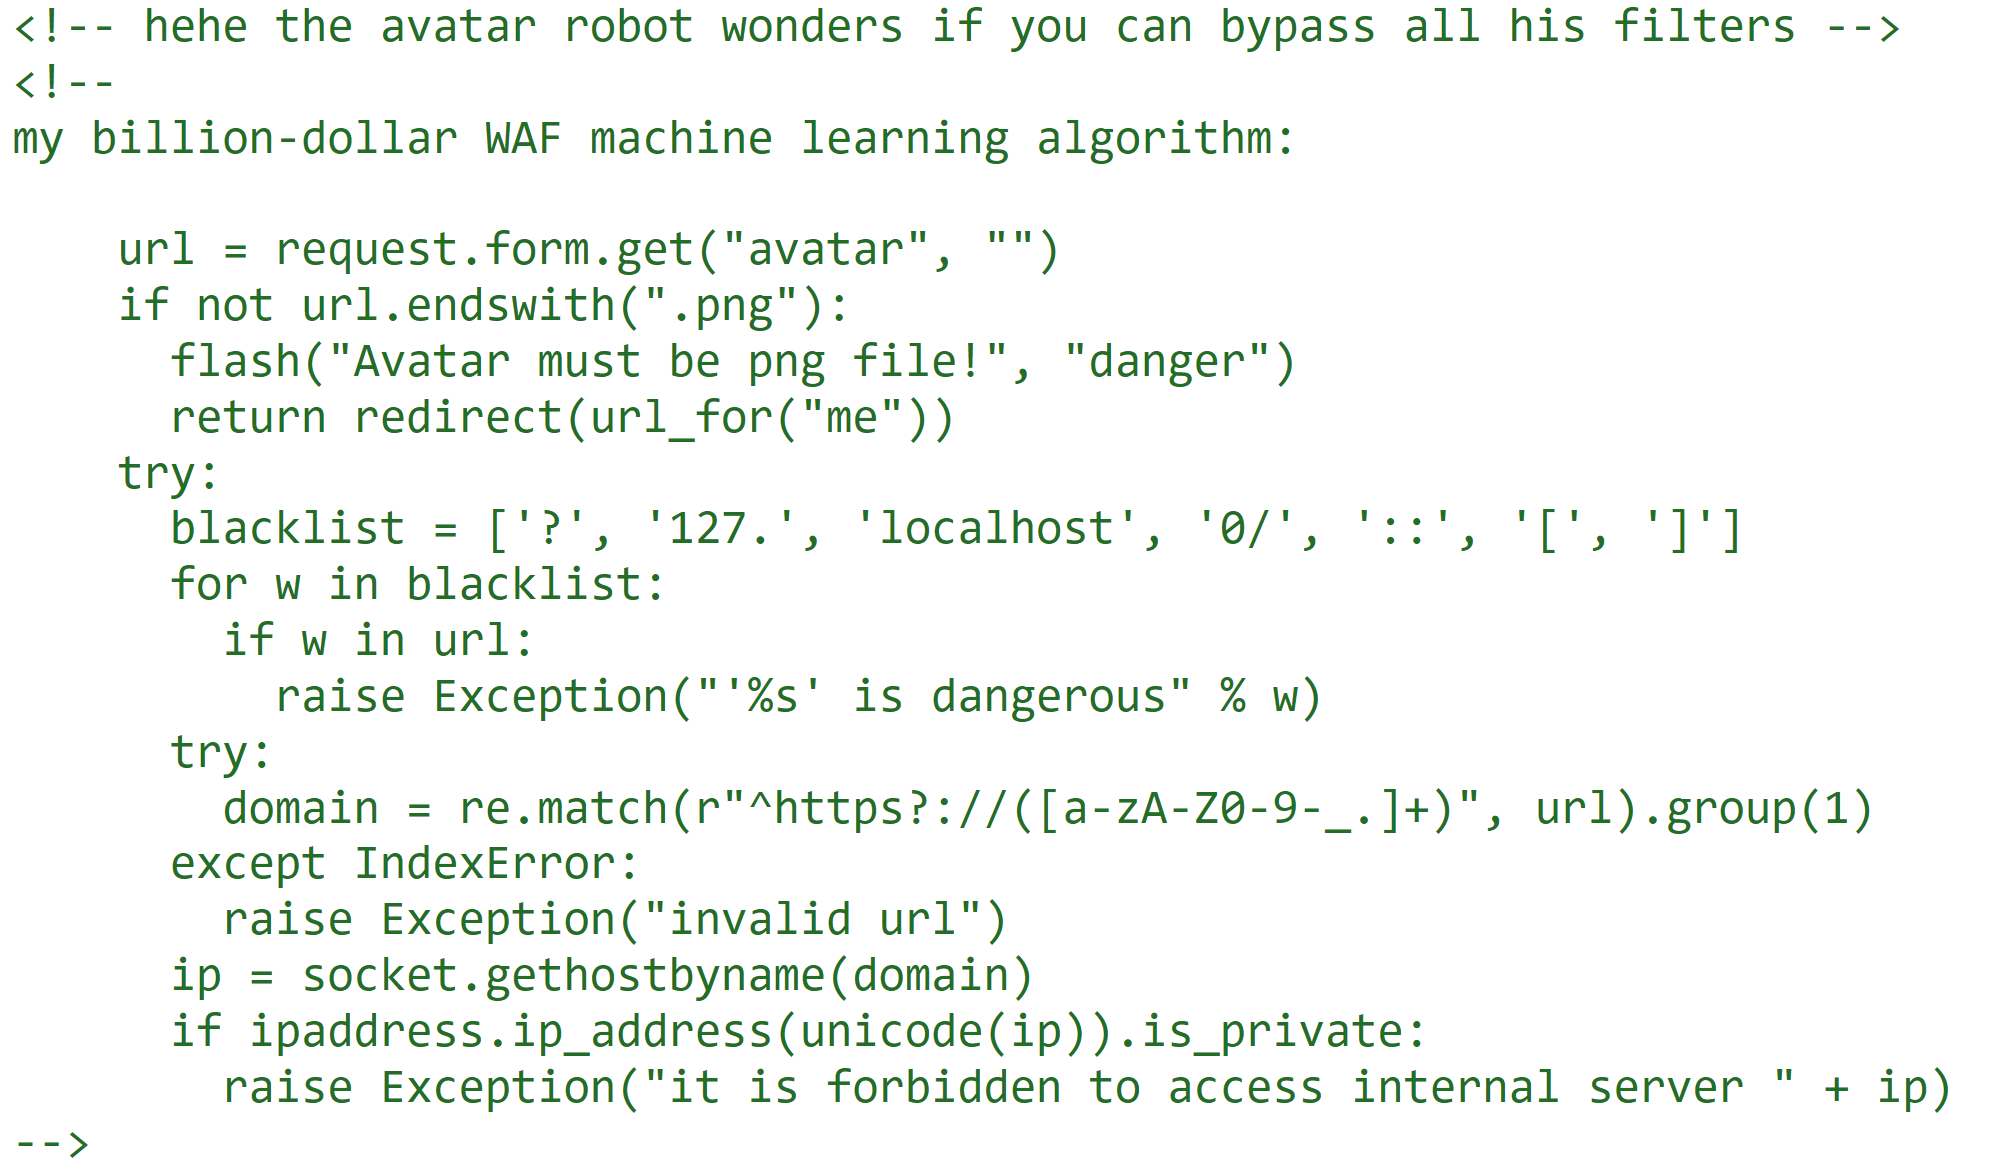 <!-- hehe the avatar robot wonders if you can bypass all his filters -->
<!--
my billion-dollar WAF machine learning algorithm:

    url = request.form.get("avatar", "")
    if not url.endswith(".png"):
      flash("Avatar must be png file!", "danger")
      return redirect(url_for("me"))
    try:
      blacklist = ['?', '127.', 'localhost', '0/', '::', '[', ']']
      for w in blacklist:
        if w in url:
          raise Exception("'%s' is dangerous" % w)
      try:
        domain = re.match(r"^https?://([a-zA-Z0-9-_.]+)", url).group(1)
      except IndexError:
        raise Exception("invalid url")
      ip = socket.gethostbyname(domain)
      if ipaddress.ip_address(unicode(ip)).is_private:
        raise Exception("it is forbidden to access internal server " + ip)
-->